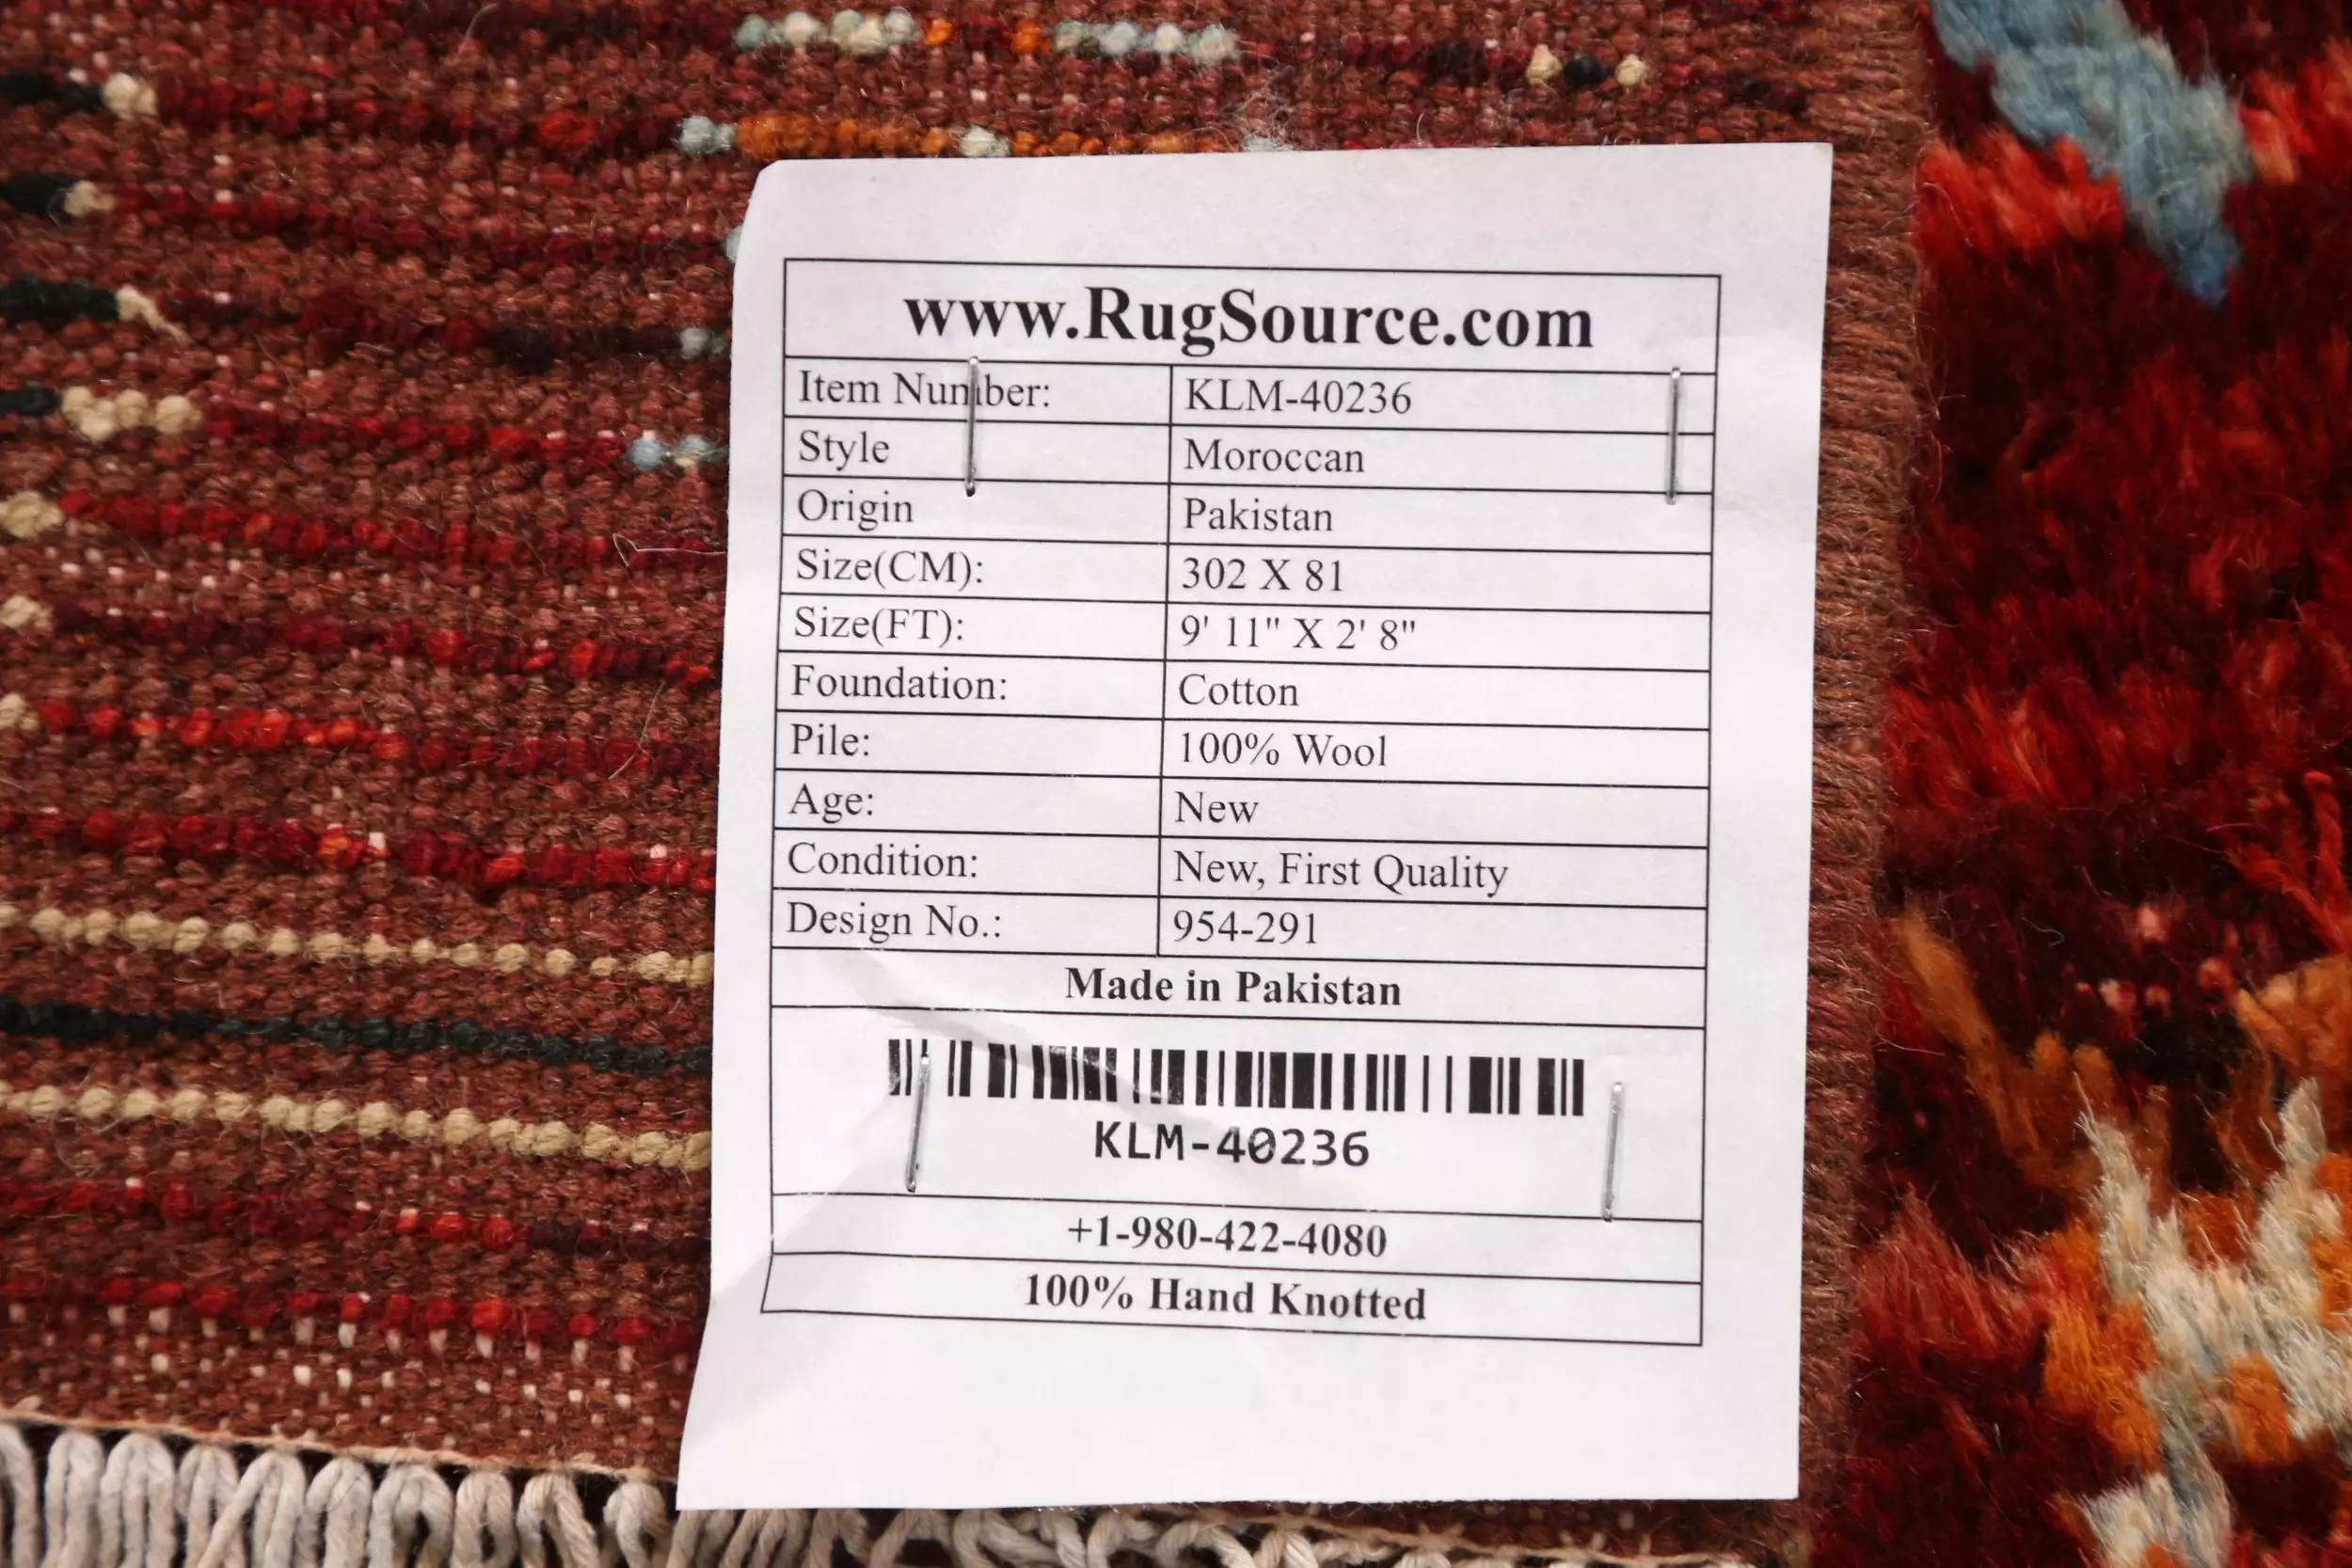 www.RugSource.com
Item Number: KLM-40236
Style Moroccan
Origin Pakistan
Size(CM): 302 X 81
Size(FT): 9' 11" X 2' 8"
Foundation: Cotton
Pile: 100% Wool
Age: New
Condition: New, First Quality
Design No.: 954-291
Made in Pakistan
KLM-40236
+1-980-422-4080
100% Hand Knotted